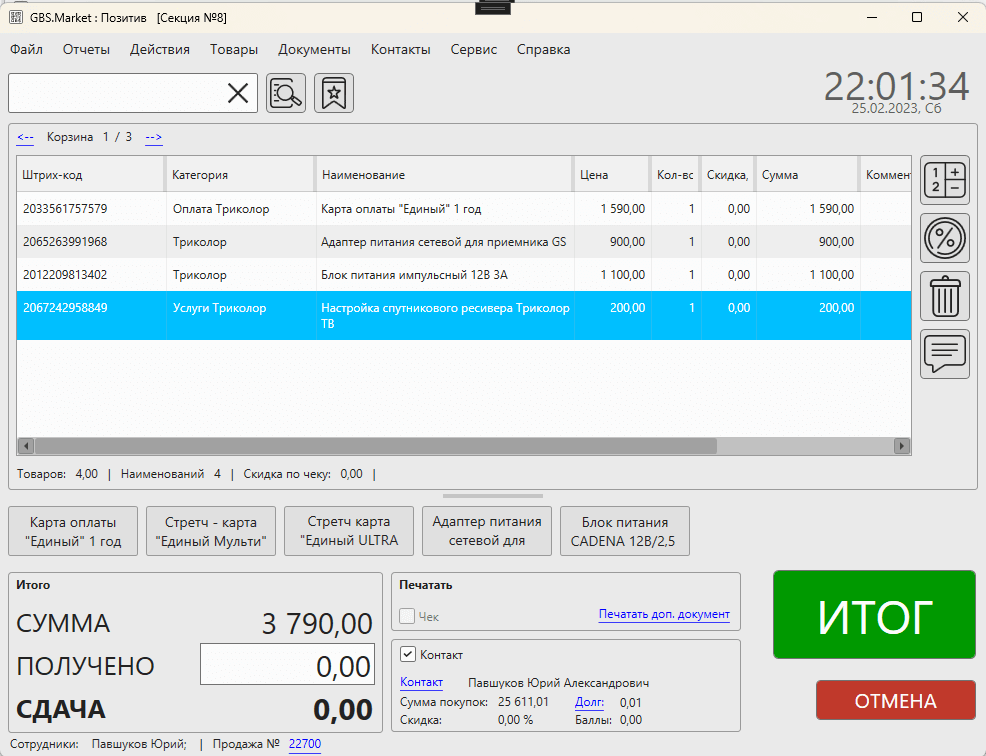 GBS.Market : Позитив [Секция №8]
Файл Отчеты Действия Товары Документы Контакты Сервис Справка
22:01:34
25.02.2023, Сб
<-- Корзина 1 / 3 -->
Штрих-код Категория Наименование Цена Кол-вс Скидка, Сумма Коммен
2033561757579 Оплата Триколор Карта оплаты "Единый" 1 год 1 590,00 1 0,00 1 590,00
2065263991968 Триколор Адаптер питания сетевой для приемника GS 900,00 1 0,00 900,00
2012209813402 Триколор Блок питания импульсный 12В 3А 1 100,00 1 0,00 1 100,00
2067242958849 Услуги Триколор Настройка спутникового ресивера Триколор 200,00 1 0,00 200,00
ТВ
1 +
2 −
%
Товаров: 4,00 | Наименований 4 | Скидка по чеку: 0,00 |
Карта оплаты
"Единый" 1 год
Стретч - карта
"Единый Мульти"
Стретч карта
"Единый ULTRA
Адаптер питания
сетевой для
Блок питания
CADENA 12В/2,5
Итого
СУММА 3 790,00
ПОЛУЧЕНО 0,00
СДАЧА 0,00
Печатать
Чек Печатать доп. документ
Контакт
Контакт Павшуков Юрий Александрович
Сумма покупок: 25 611,01 Долг: 0,01
Скидка: 0,00 % Баллы: 0,00
ИТОГ
ОТМЕНА
Сотрудники: Павшуков Юрий; | Продажа № 22700